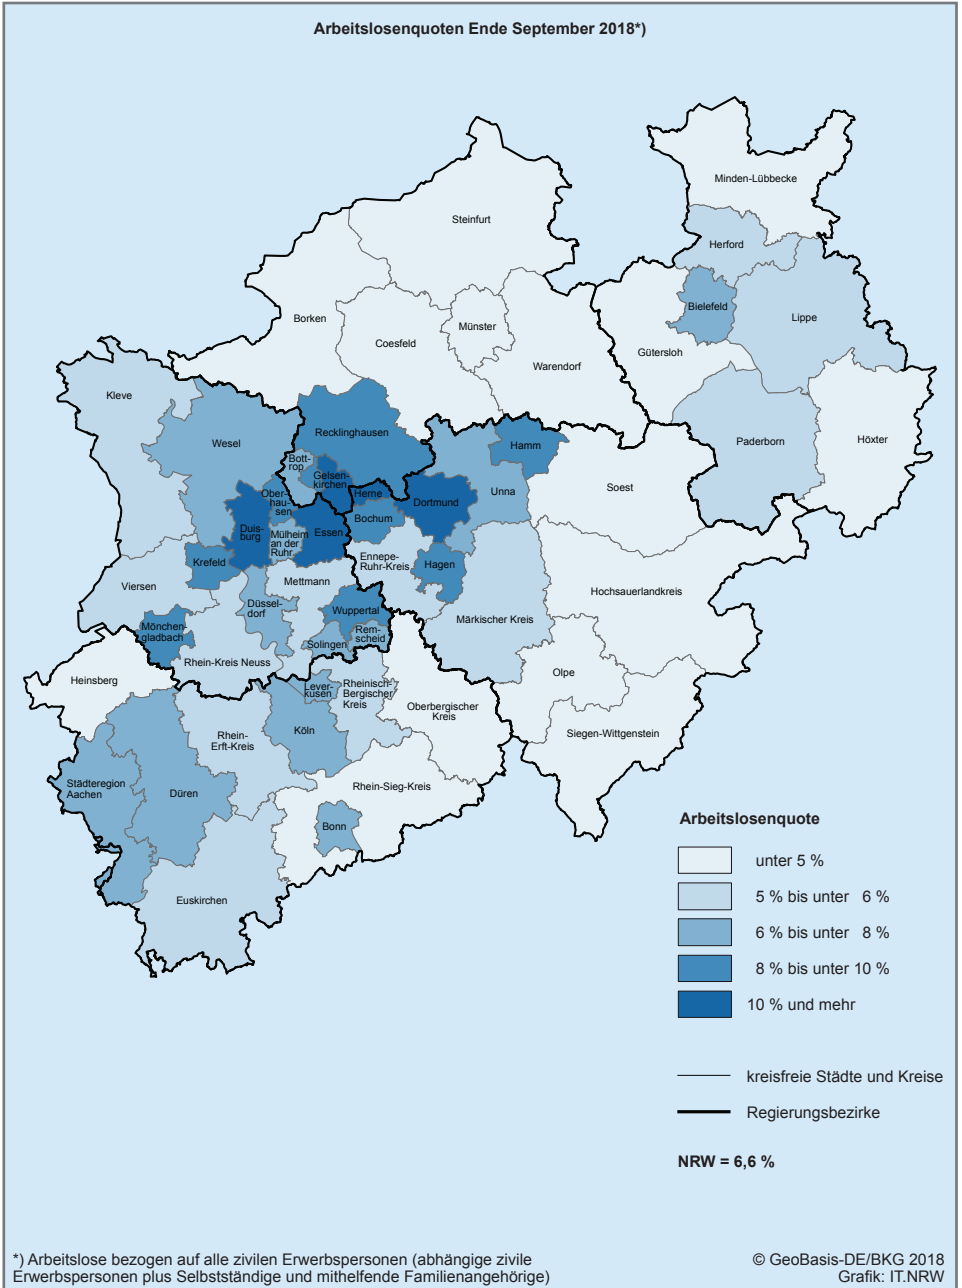 Arbeitslosenquoten Ende September 2018*)
Minden-Lübbecke
Steinfurt
Herford
Bielefeld
Lippe
Borken
Münster
Coesfeld
Gütersloh
Warendorf
Kleve
Recklinghausen
Wesel
Hamm
Paderborn
Höxter
Bott-
rop
Gelsen-
kirchen
Soest
Unna
Herne
Dortmund
Ober-
hau-
sen
Bochum
Duis-
burg
Mülheim
an der
Ruhr
Essen
Ennepe-
Ruhr-Kreis
Hagen
Krefeld
Viersen
Mettmann
Hochsauerlandkreis
Düssel-
dorf
Wuppertal
Märkischer Kreis
Mönchen-
gladbach
Rem-
scheid
Solingen
Rhein-Kreis Neuss
Heinsberg
Olpe
Lever-
kusen
Rheinisch-
Bergischer
Kreis
Oberbergischer
Kreis
Köln
Rhein-
Erft-Kreis
Siegen-Wittgenstein
Städteregion
Aachen
Düren
Rhein-Sieg-Kreis
Bonn
Euskirchen
Arbeitslosenquote
unter 5 %
5 % bis unter 6 %
6 % bis unter 8 %
8 % bis unter 10 %
10 % und mehr
kreisfreie Städte und Kreise
Regierungsbezirke
NRW = 6,6 %
*) Arbeitslose bezogen auf alle zivilen Erwerbspersonen (abhängige zivile
Erwerbspersonen plus Selbstständige und mithelfende Familienangehörige)
© GeoBasis-DE/BKG 2018
Grafik: IT.NRW